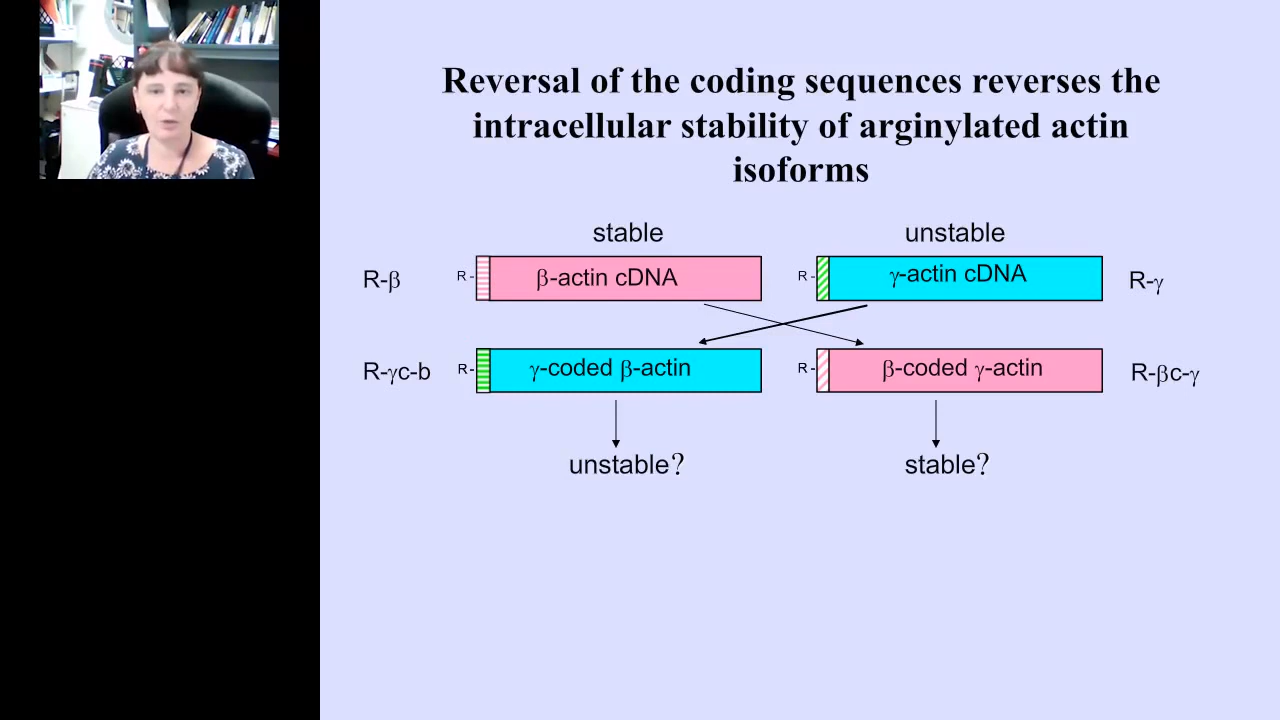 Reversal of the coding sequences reverses the
intracellular stability of arginylated actin
isoforms
stable
unstable
R-β
R -
β-actin cDNA
R -
γ-actin cDNA
R-γ
R-γc-b
R-
γ-coded β-actin
R -
β-coded γ-actin
R-βc-γ
unstable?
stable?